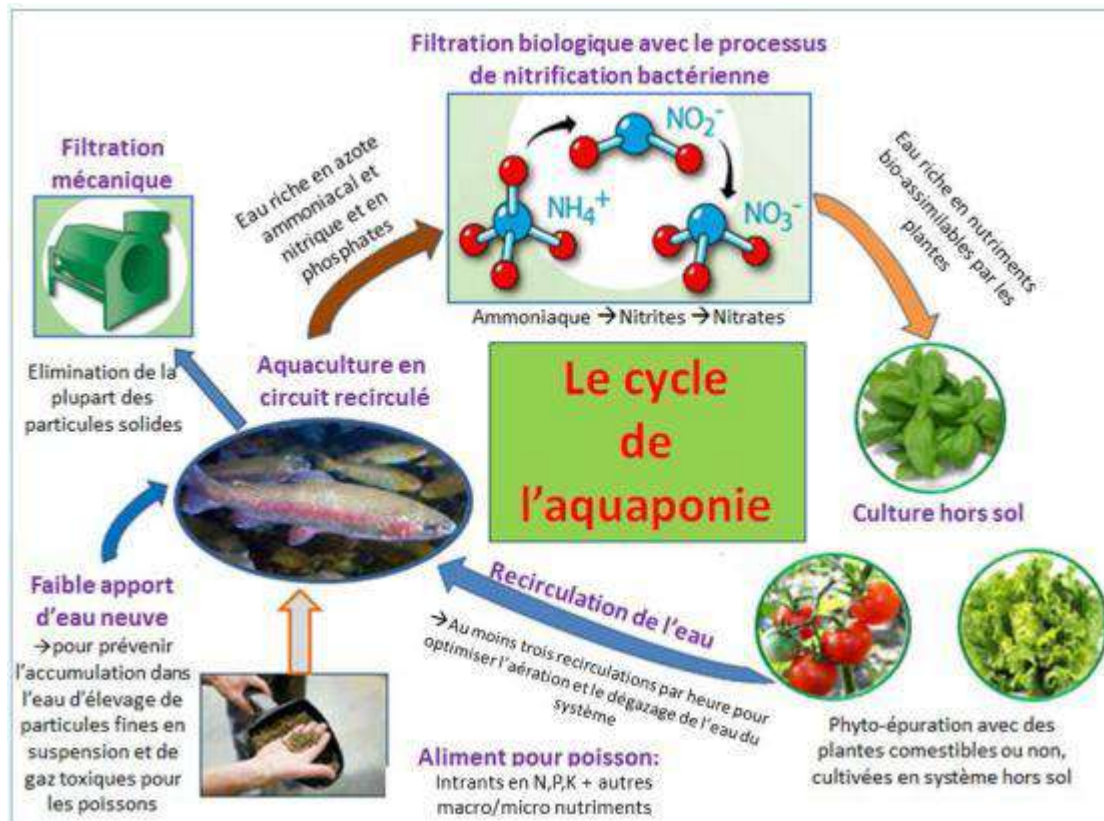 Filtration biologique avec le processus
de nitrification bactérienne
NO₂⁻
NH₄⁺
NO₃⁻
Ammoniaque →Nitrites →Nitrates
Filtration
mécanique
Elimination de la
plupart des
particules solides
Eau riche en azote
ammoniacal et
nitrique et en
phosphates
Eau riche en nutriments
bio-assimilables par les
plantes
Aquaculture en
circuit recirculé
Le cycle
de
l'aquaponie
Culture hors sol
Faible apport
d'eau neuve
→pour prévenir
l'accumulation dans
l'eau d'élevage de
particules fines en
suspension et de
gaz toxiques pour
les poissons
Recirculation de l'eau
→Au moins trois recirculations par heure pour
optimiser l'aération et le dégazage de l'eau du
système
Aliment pour poisson:
Intrants en N,P,K + autres
macro/micro nutriments
Phyto-épuration avec des
plantes comestibles ou non,
cultivées en système hors sol